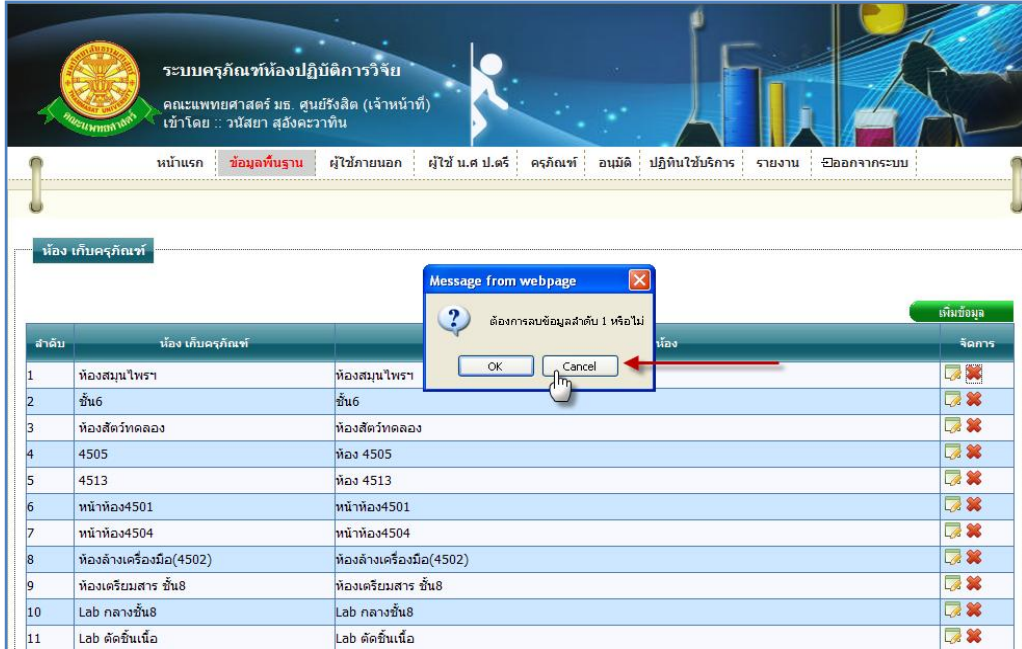 ระบบครุภัณฑ์ห้องปฏิบัติการวิจัย
คณะแพทยศาสตร์ มธ. ศูนย์รังสิต (เจ้าหน้าที่)
เข้าโดย :: วนัสยา สุอังคะวาทิน
หน้าแรก ข้อมูลพื้นฐาน ผู้ใช้ภายนอก ผู้ใช้ น.ศ ป.ตรี ครุภัณฑ์ อนุมัติ ปฏิทินใช้บริการ รายงาน ออกจากระบบ
ห้อง เก็บครุภัณฑ์
Message from webpage
ต้องการลบข้อมูลลำดับ 1 หรือไม่
OK Cancel
เพิ่มข้อมูล
ลำดับ ห้อง เก็บครุภัณฑ์ ห้อง จัดการ
1 ห้องสมุนไพรฯ ห้องสมุนไพรฯ
2 ชั้น6 ชั้น6
3 ห้องสัตว์ทดลอง ห้องสัตว์ทดลอง
4 4505 ห้อง 4505
5 4513 ห้อง 4513
6 หน้าห้อง4501 หน้าห้อง4501
7 หน้าห้อง4504 หน้าห้อง4504
8 ห้องล้างเครื่องมือ(4502) ห้องล้างเครื่องมือ(4502)
9 ห้องเตรียมสาร ชั้น8 ห้องเตรียมสาร ชั้น8
10 Lab กลางชั้น8 Lab กลางชั้น8
11 Lab ตัดชิ้นเนื้อ Lab ตัดชิ้นเนื้อ